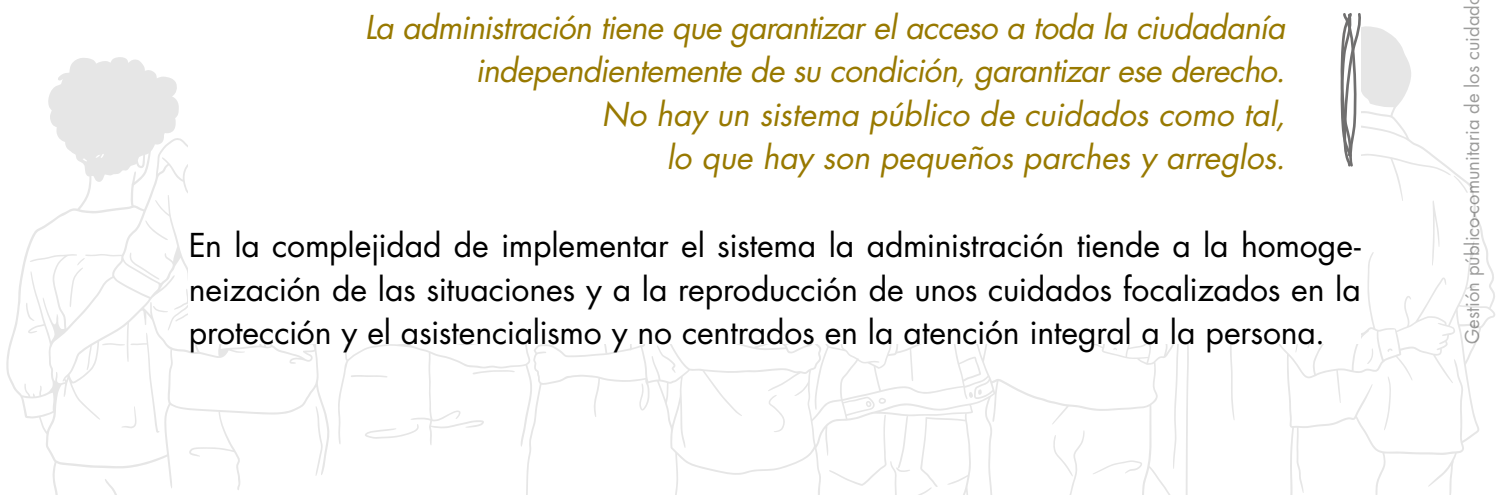 La administración tiene que garantizar el acceso a toda la ciudadanía
independientemente de su condición, garantizar ese derecho.
No hay un sistema público de cuidados como tal,
lo que hay son pequeños parches y arreglos.
En la complejidad de implementar el sistema la administración tiende a la homoge-
neización de las situaciones y a la reproducción de unos cuidados focalizados en la
protección y el asistencialismo y no centrados en la atención integral a la persona.
Gestión público-comunitaria de los